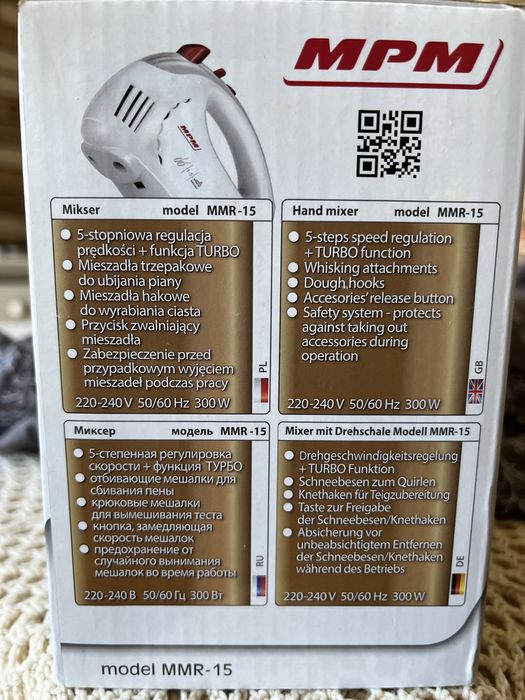 MPM
MPM
Mikser model MMR-15
5-stopniowa regulacja
prędkości + funkcja TURBO
Mieszadła trzepakowe
do ubijania piany
Mieszadła hakowe
do wyrabiania ciasta
Przycisk zwalniający
mieszadła
Zabezpieczenie przed
przypadkowym wyjęciem
mieszadeł podczas pracy
PL
220-240 V 50/60 Hz 300 W
Hand mixer model MMR-15
5-steps speed regulation
+ TURBO function
Whisking attachments
Dough hooks
Accesories' release button
Safety system - protects
against taking out
accessories during
operation
GB
220-240 V 50/60 Hz 300 W
Миксер модель MMR-15
5-степенная регулировка
скорости + функция ТУРБО
отбивающие мешалки для
сбивания пены
крюковые мешалки
для вымешивания теста
кнопка, замедляющая
скорость мешалок
предохранение от
случайного вынимания
мешалок во время работы
RU
220-240 В 50/60 Гц 300 Вт
Mixer mit Drehschale Modell MMR-15
Drehgeschwindigkeitsregelung
+ TURBO Funktion
Schneebesen zum Quirlen
Knethaken für Teigzubereitung
Taste zur Freigabe
der Schneebesen/Knethaken
Absicherung vor
unbeabsichtigtem Entfernen
der Schneebesen/Knethaken
während des Betriebs
DE
220-240 V 50/60 Hz 300 W
model MMR-15